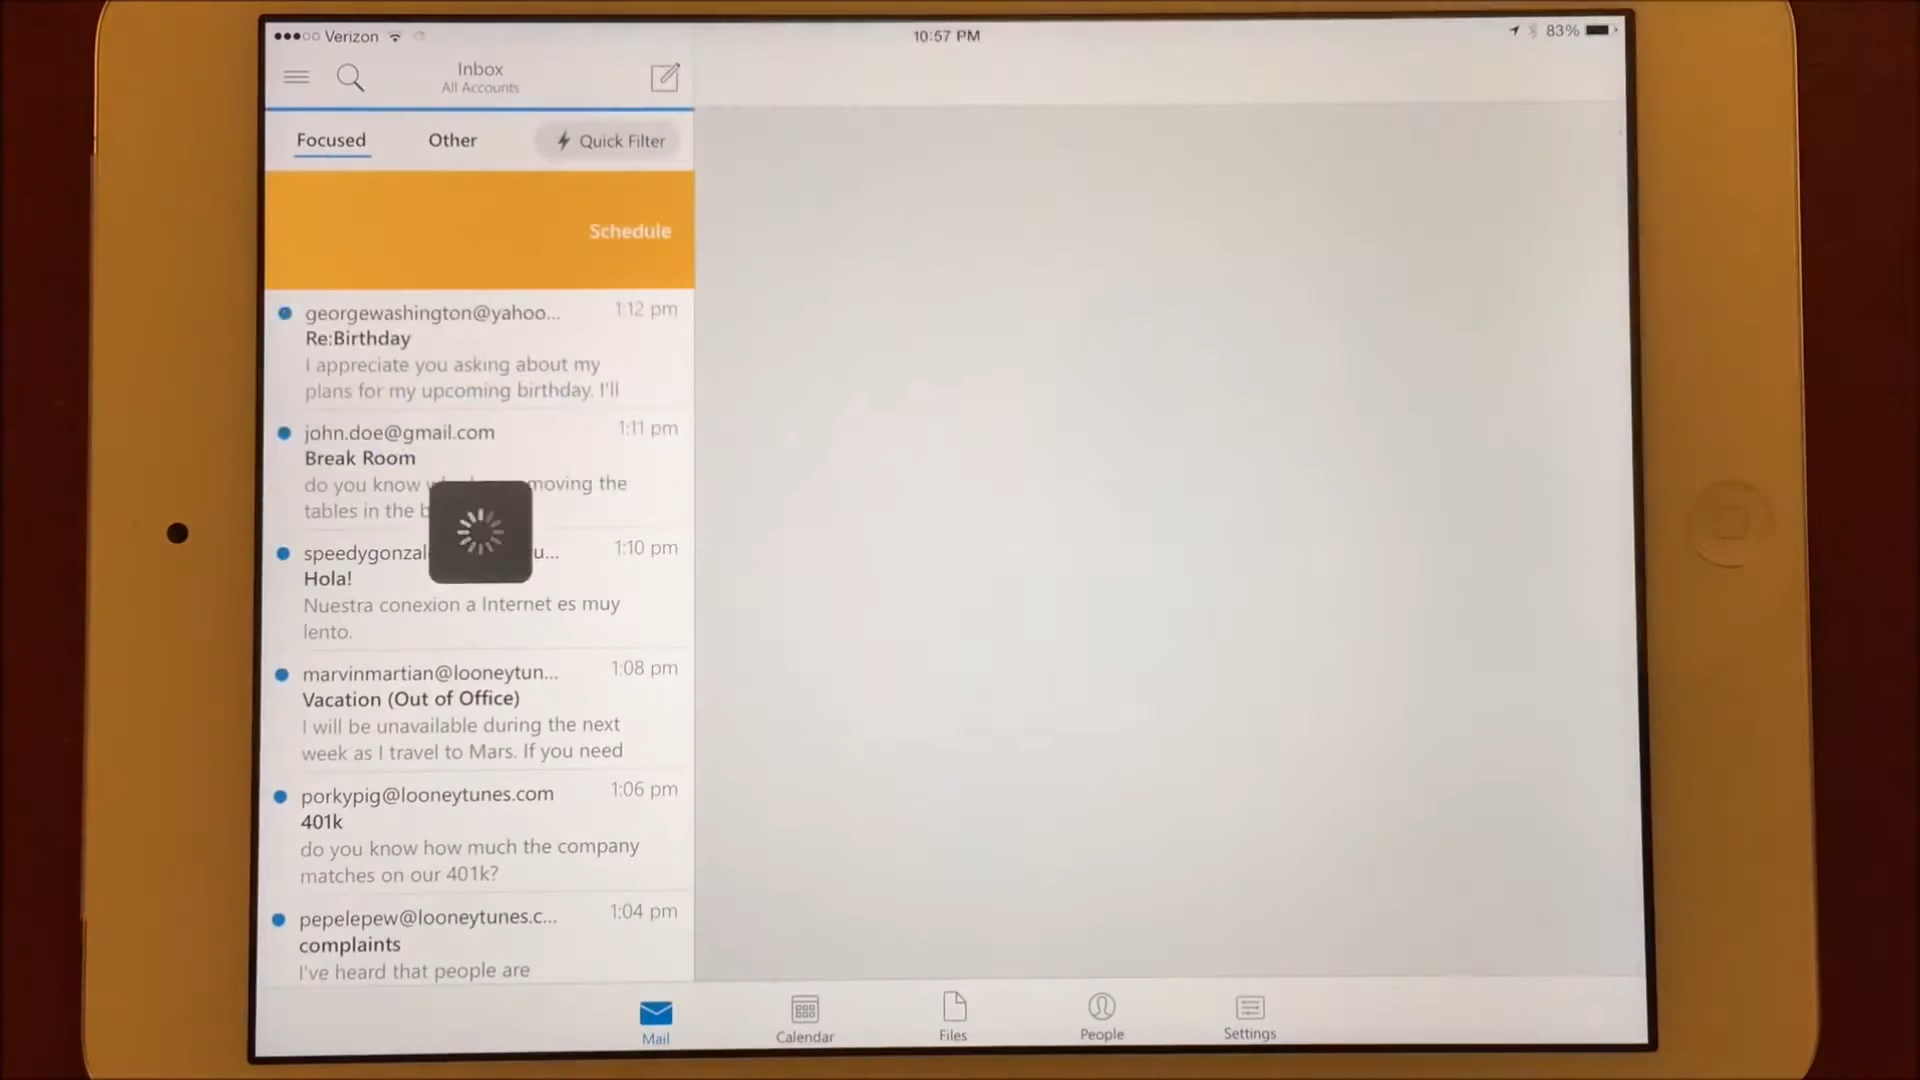 Verizon
10:57 PM
83%
Inbox
All Accounts
Focused
Other
Quick Filter
Schedule
georgewashington@yahoo...
1:12 pm
Re:Birthday
I appreciate you asking about my
plans for my upcoming birthday. I'll
john.doe@gmail.com
1:11 pm
Break Room
do you know moving the
tables in the
1:10 pm
Hola!
Nuestra conexion a Internet es muy
lento.
marvinmartian@looneytun...
1:08 pm
Vacation (Out of Office)
I will be unavailable during the next
week as I travel to Mars. If you need
porkypig@looneytunes.com
1:06 pm
401k
do you know how much the company
matches on our 401k?
pepelepew@looneytunes.c...
1:04 pm
complaints
I've heard that people are
Mail
Calendar
Files
People
Settings